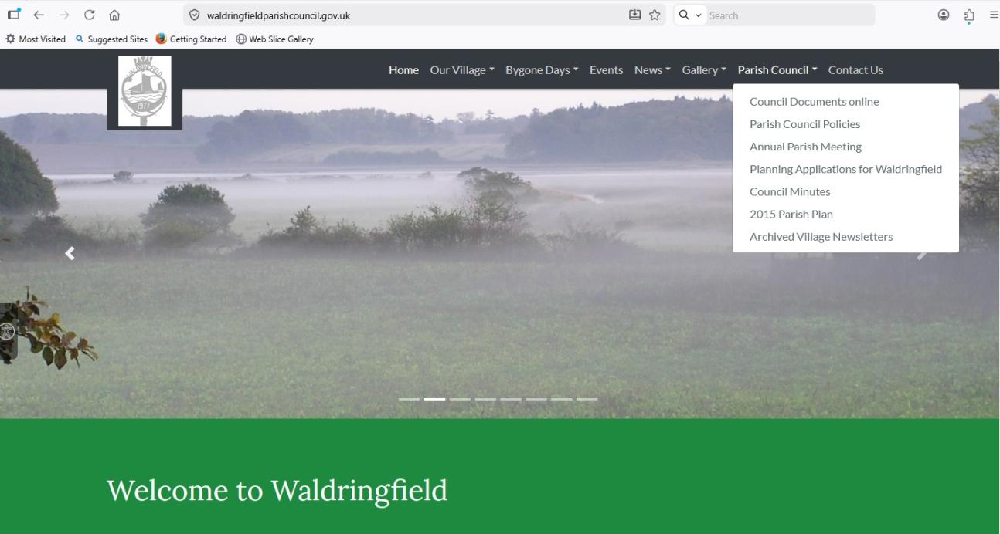 waldringfieldparishcouncil.gov.uk
Search
Most Visited Suggested Sites Getting Started Web Slice Gallery
WALDRINGFIELD
1977
Home Our Village Bygone Days Events News Gallery Parish Council Contact Us
Council Documents online
Parish Council Policies
Annual Parish Meeting
Planning Applications for Waldringfield
Council Minutes
2015 Parish Plan
Archived Village Newsletters
Welcome to Waldringfield